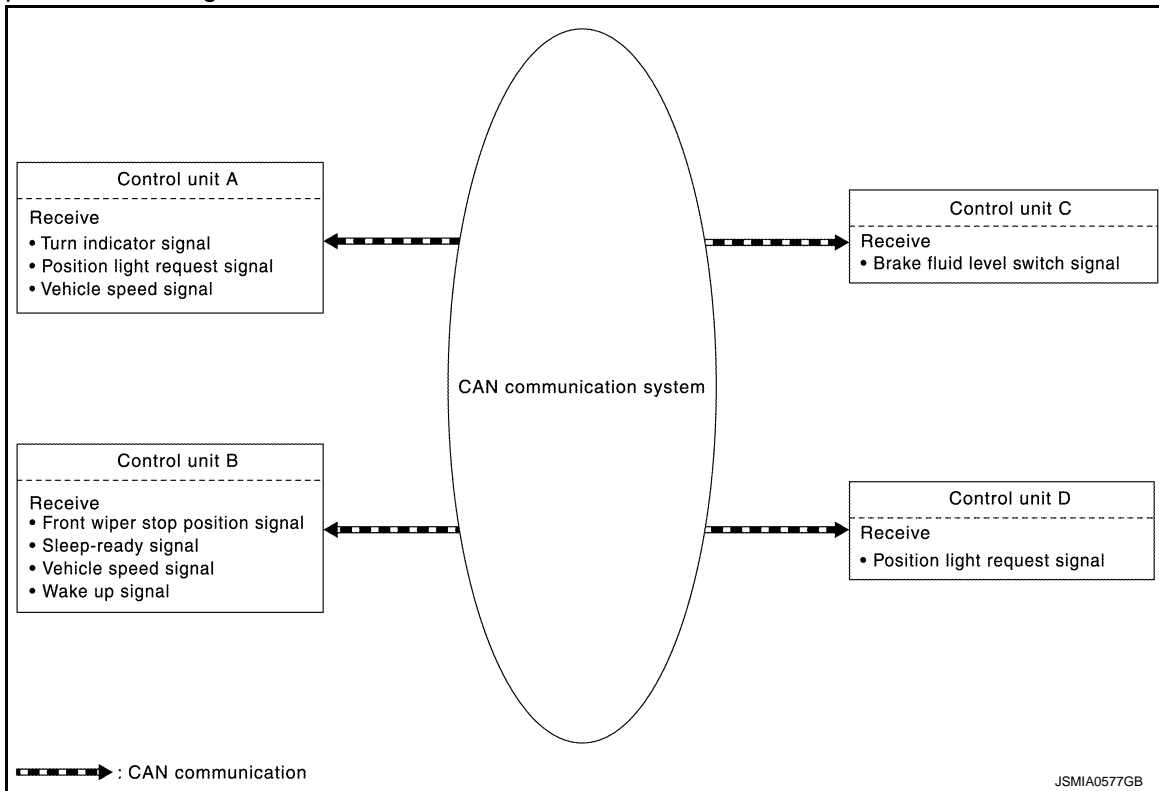 Control unit A
Receive
• Turn indicator signal
• Position light request signal
• Vehicle speed signal
Control unit B
Receive
• Front wiper stop position signal
• Sleep-ready signal
• Vehicle speed signal
• Wake up signal
CAN communication system
Control unit C
Receive
• Brake fluid level switch signal
Control unit D
Receive
• Position light request signal
: CAN communication
JSMIA0577GB